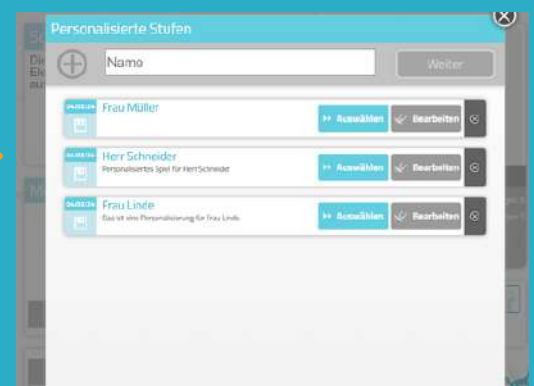 Personalisierte Stufen
Name
Weiter
Frau Müller
Auswählen
Bearbeiten
Herr Schneider
Personalisiertes Spiel für Herr Schneider
Auswählen
Bearbeiten
Frau Linde
Das ist eine Personalisierung für Frau Linde.
Auswählen
Bearbeiten